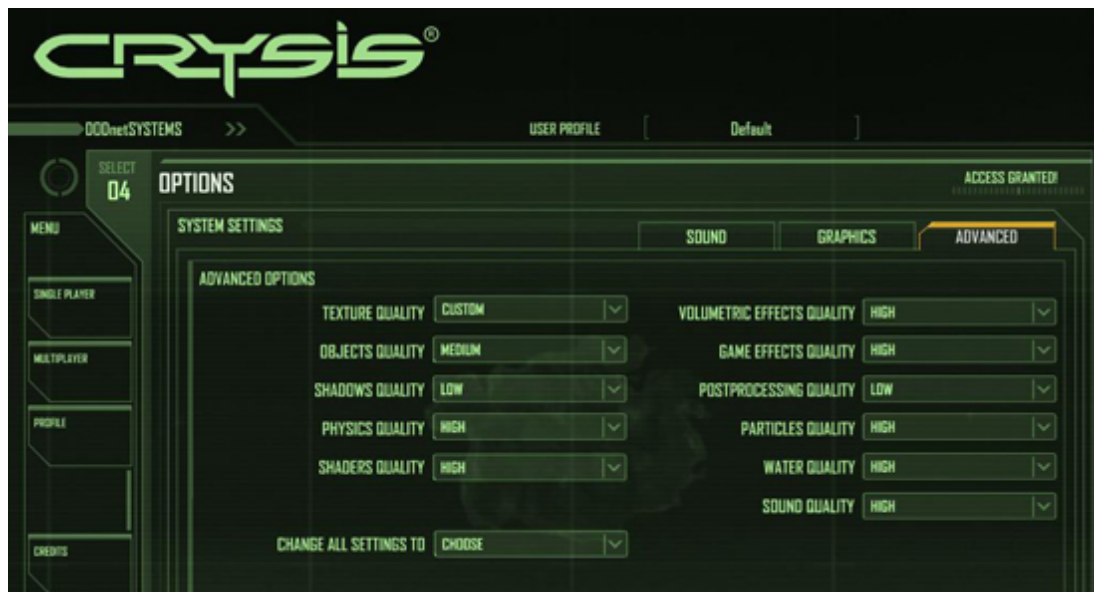 CRYSIS®
DODnetSYSTEMS >> USER PROFILE [ Default ]
SELECT
04
OPTIONS
ACCESS GRANTED!
MENU
SYSTEM SETTINGS
SOUND GRAPHICS ADVANCED
ADVANCED OPTIONS
SINGLE PLAYER
MULTIPLAYER
PROFILE
CREDITS
TEXTURE QUALITY CUSTOM
OBJECTS QUALITY MEDIUM
SHADOWS QUALITY LOW
PHYSICS QUALITY HIGH
SHADERS QUALITY HIGH
CHANGE ALL SETTINGS TO CHOOSE
VOLUMETRIC EFFECTS QUALITY HIGH
GAME EFFECTS QUALITY HIGH
POSTPROCESSING QUALITY LOW
PARTICLES QUALITY HIGH
WATER QUALITY HIGH
SOUND QUALITY HIGH